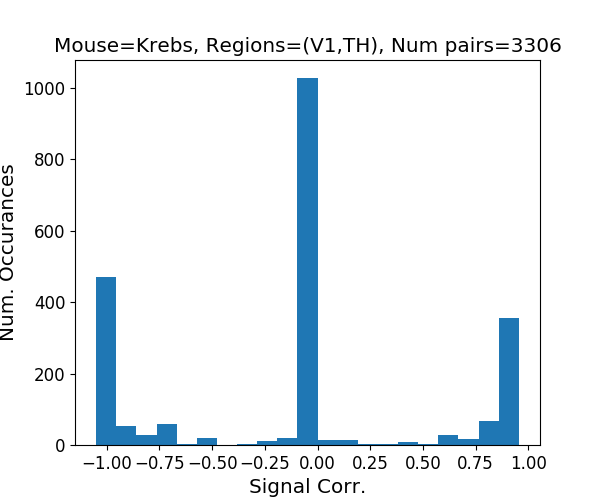 Mouse=Krebs, Regions=(V1,TH), Num pairs=3306
1000
800
600
400
200
0
Num. Occurances
−1.00 −0.75 −0.50 −0.25 0.00 0.25 0.50 0.75 1.00
Signal Corr.